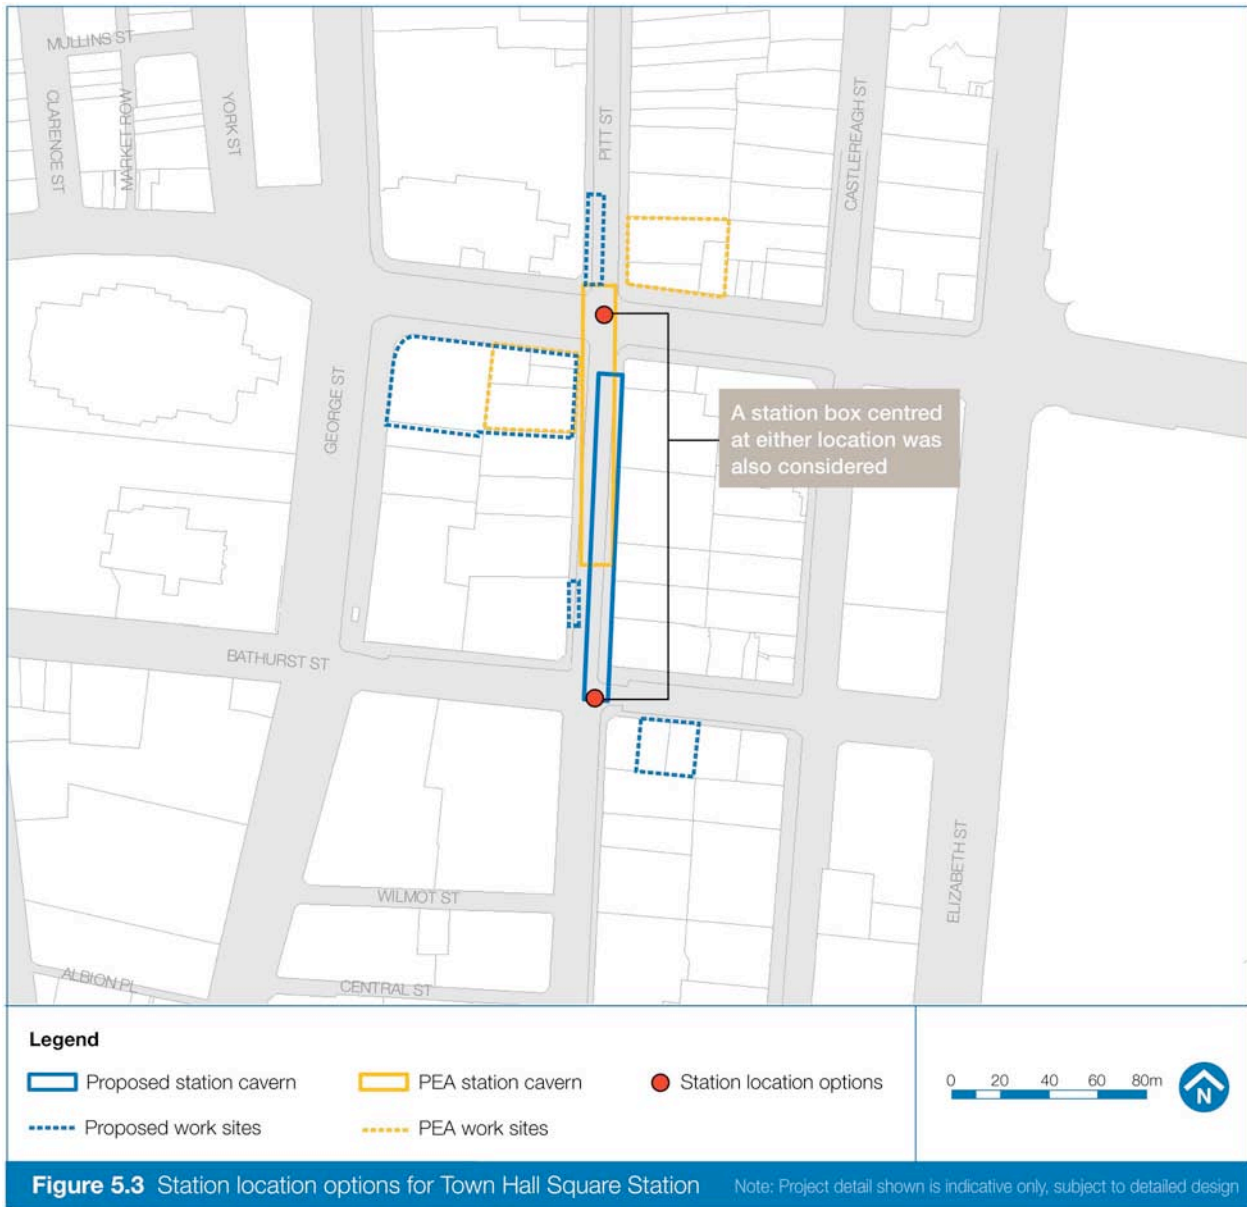 MULLINS ST
CLARENCE ST
MARKET ROW
YORK ST
PITT ST
CASTLEREAGH ST
GEORGE ST
A station box centred
at either location was
also considered
BATHURST ST
ELIZABETH ST
WILMOT ST
ALBION PL
CENTRAL ST
Legend
Proposed station cavern
PEA station cavern
Station location options
Proposed work sites
PEA work sites
0 20 40 60 80m
N
Figure 5.3 Station location options for Town Hall Square Station
Note: Project detail shown is indicative only, subject to detailed design